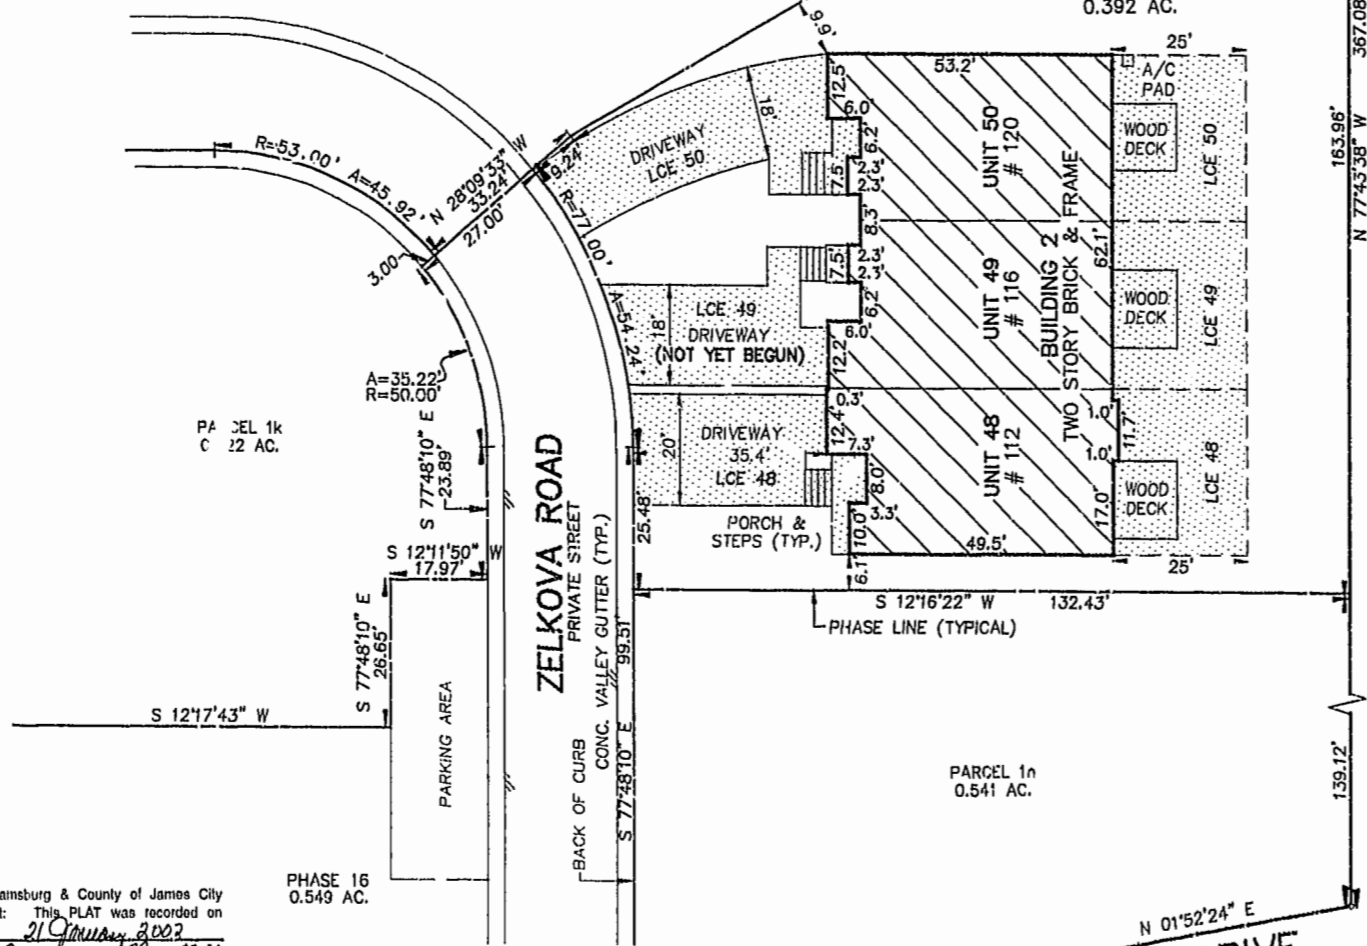 0.392 AC.
9.9'
25'
367.08
N 77°43'38" W
163.96'
53.2'
A/C
PAD
12.5'
6.0'
6.2'
7.5'
2.3'
2.3'
8.3'
18'
DRIVEWAY
LCE 50
UNIT 50
# 120
WOOD
DECK
LCE 50
R=53.00'
A=45.92'
N 28°09'33" W
33.24'
27.00'
9.24'
3.00
R=77.00'
A=54.24'
7.5'
2.3'
2.3'
6.2'
6.0'
12.2'
LCE 49
18'
DRIVEWAY
(NOT YET BEGUN)
UNIT 49
# 116
BUILDING 2
TWO STORY BRICK & FRAME
62.1'
WOOD
DECK
LCE 49
A=35.22'
R=50.00'
0.3'
12.4'
7.3'
8.0'
3.3'
10.0'
20'
DRIVEWAY
35.4'
LCE 48
UNIT 48
# 112
1.0'
11.7'
1.0'
17.0'
WOOD
DECK
LCE 48
PORCH &
STEPS (TYP.)
49.5'
25'
6.1'
22 AC.
S 77°48'10" E
23.89'
S 12°11'50" W
17.97'
ZELKOVA ROAD
PRIVATE STREET
CONC. VALLEY GUTTER (TYP.)
25.48'
S 12°16'22" W 132.43'
PHASE LINE (TYPICAL)
S 77°48'10" E
26.65'
S 12°17'43" W
PARKING AREA
BACK OF CURB
S 77°48'10" E 99.51'
PARCEL 1n
0.541 AC.
139.12'
PHASE 16
0.549 AC.
amsburg & County of James City
t: This PLAT was recorded on
21 January 2002
N 01°52'24" E